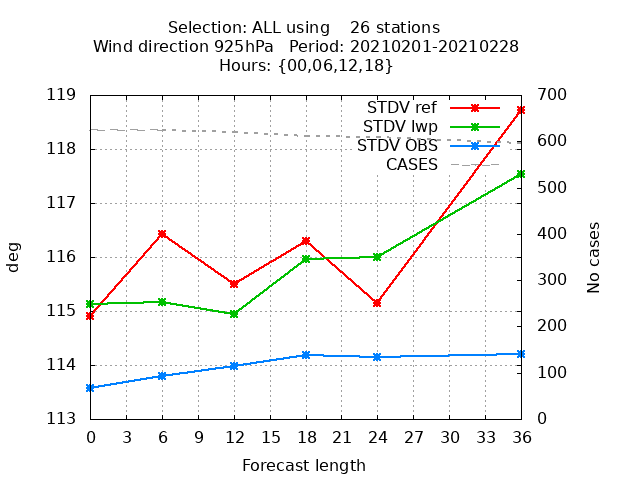 Selection: ALL using    26 stations
Wind direction 925hPa   Period: 20210201-20210228
Hours: {00,06,12,18}
119 700
STDV ref
STDV lwp
STDV OBS
CASES
118 600
117 500
116 400
115 300
200
114 100
113 0
deg
No cases
0 3 6 9 12 15 18 21 24 27 30 33 36
Forecast length